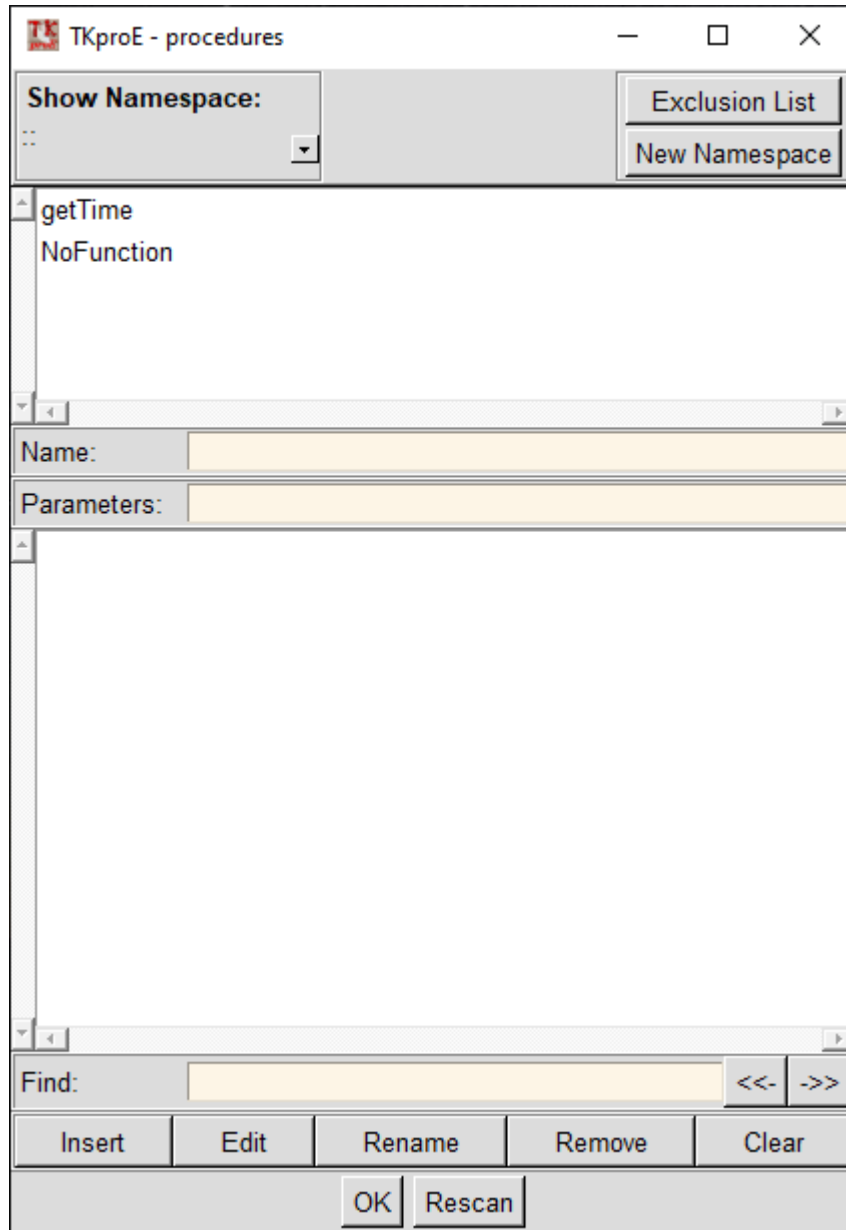 TK
TKproE - procedures
Show Namespace:
::
Exclusion List
New Namespace
getTime
NoFunction
Name:
Parameters:
Find:
<<-
->>
Insert
Edit
Rename
Remove
Clear
OK
Rescan